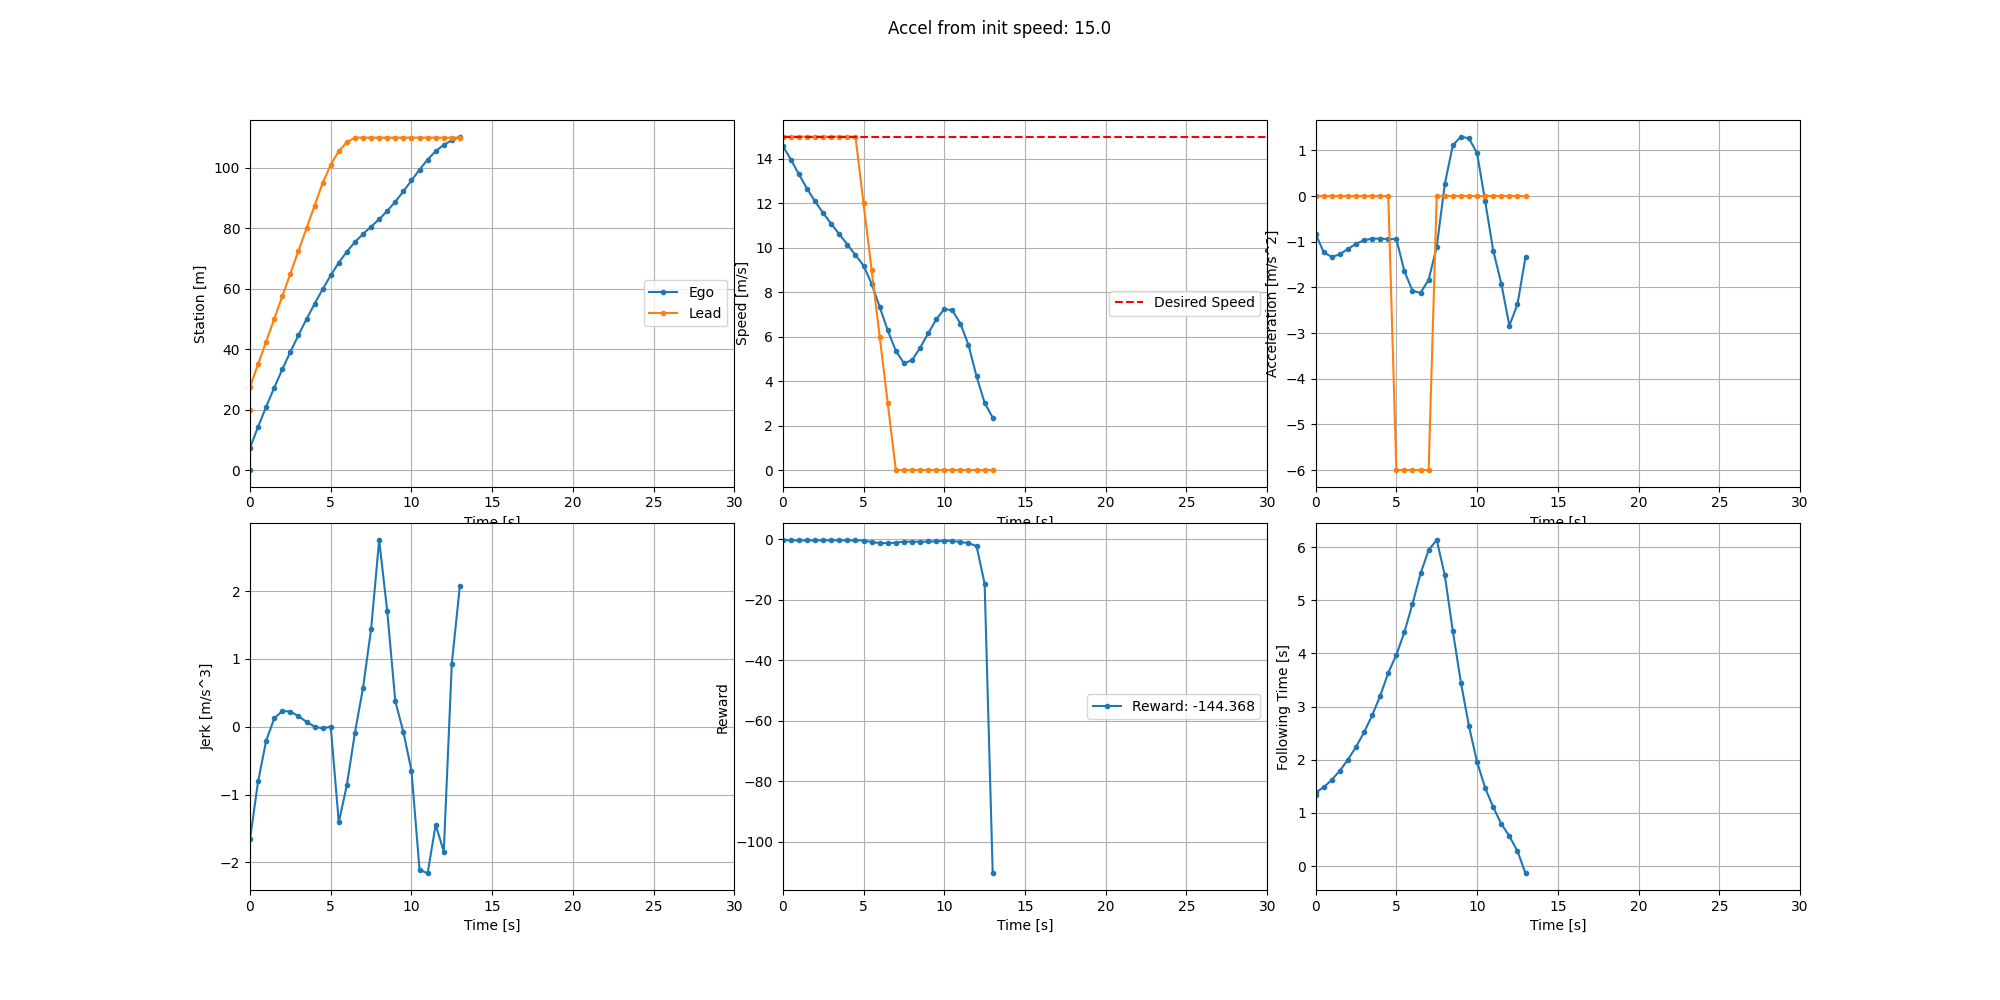 Accel from init speed: 15.0
Station [m]
100
80
60
40
20
0
0 5 10 15 20 25 30
Time [s]
Ego
Lead
Speed [m/s]
14
12
10
8
6
4
2
0
0 5 10 15 20 25 30
Time [s]
Desired Speed
Acceleration [m/s^2]
1
0
−1
−2
−3
−4
−5
−6
0 5 10 15 20 25 30
Time [s]
Jerk [m/s^3]
2
1
0
−1
−2
0 5 10 15 20 25 30
Time [s]
Reward
0
−20
−40
−60
−80
−100
0 5 10 15 20 25 30
Time [s]
Reward: -144.368
Following Time [s]
6
5
4
3
2
1
0
0 5 10 15 20 25 30
Time [s]